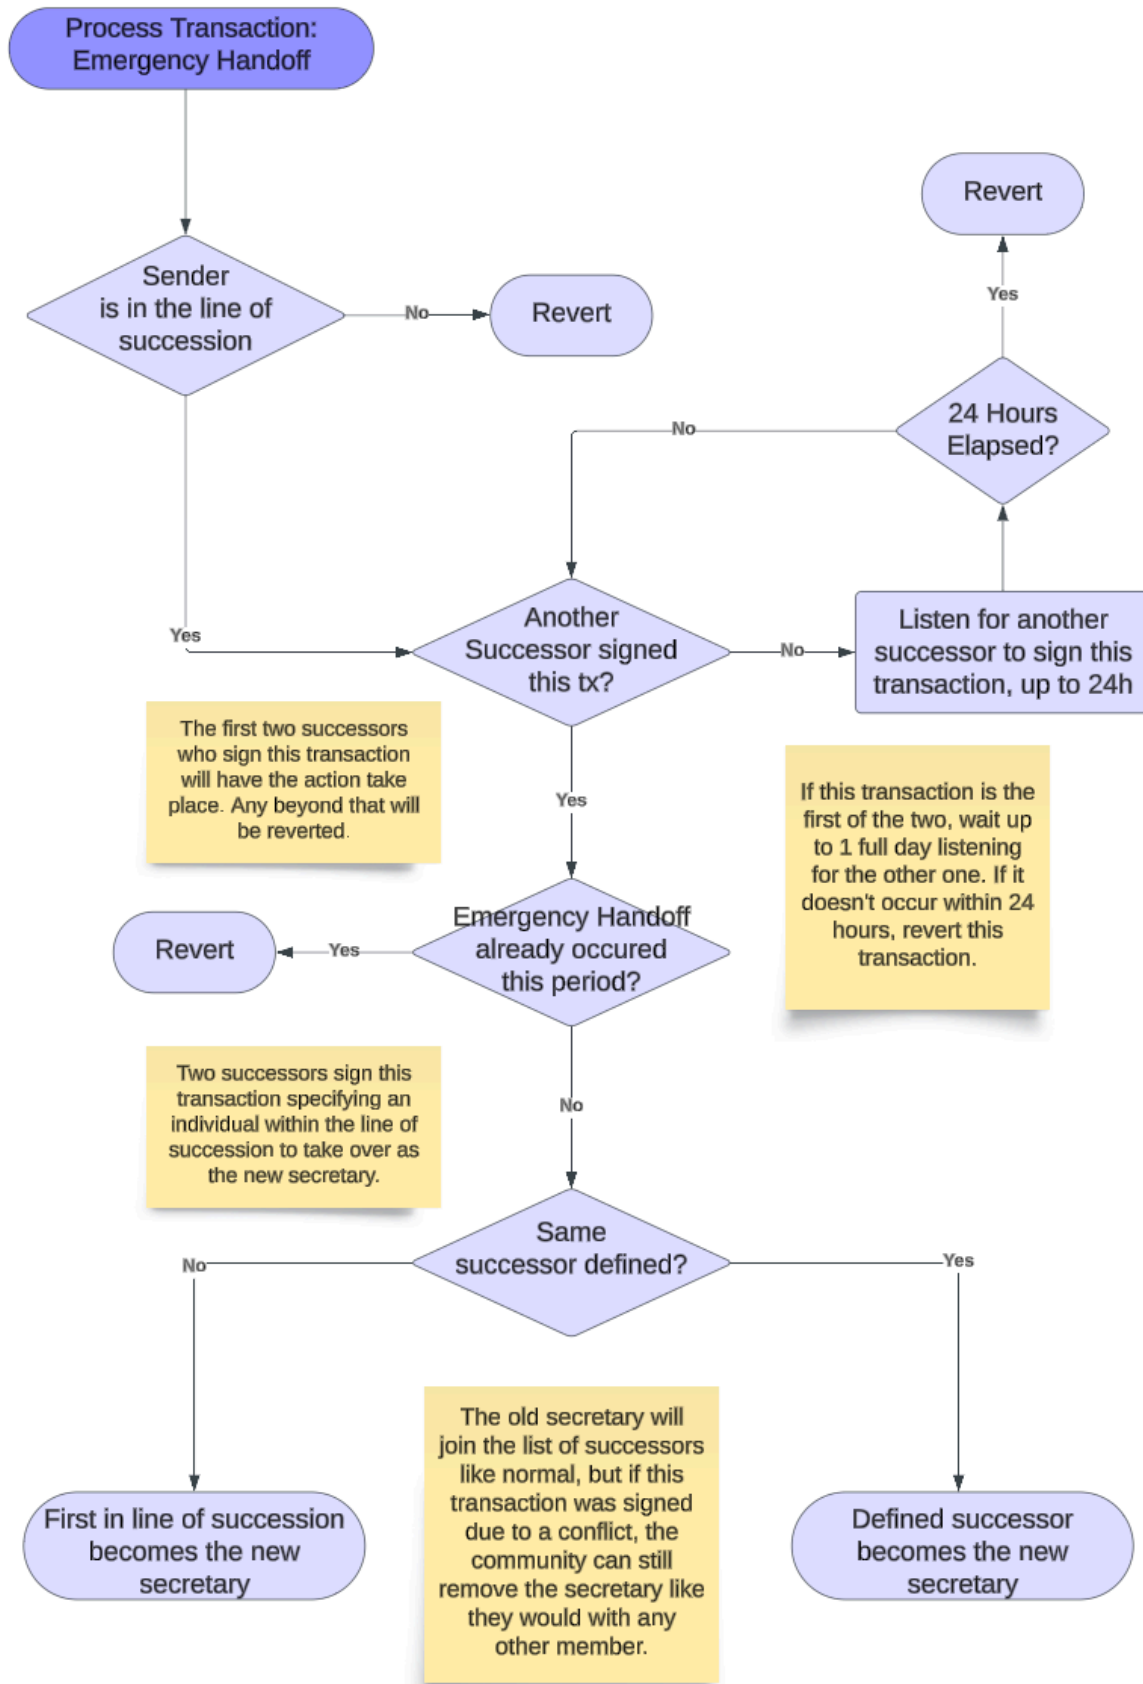 Process Transaction:
Emergency Handoff
Revert
Sender
is in the line of
succession
No
Revert
Yes
24 Hours
Elapsed?
No
Yes
Another
Successor signed
this tx?
No
Listen for another
successor to sign this
transaction, up to 24h
The first two successors
who sign this transaction
will have the action take
place. Any beyond that will
be reverted.
Yes
If this transaction is the
first of the two, wait up
to 1 full day listening
for the other one. If it
doesn't occur within 24
hours, revert this
transaction.
Emergency Handoff
already occured
this period?
Yes
Revert
Two successors sign this
transaction specifying an
individual within the line of
succession to take over as
the new secretary.
No
Same
successor defined?
No
Yes
The old secretary will
join the list of successors
like normal, but if this
transaction was signed
due to a conflict, the
community can still
remove the secretary like
they would with any
other member.
First in line of succession
becomes the new
secretary
Defined successor
becomes the new
secretary